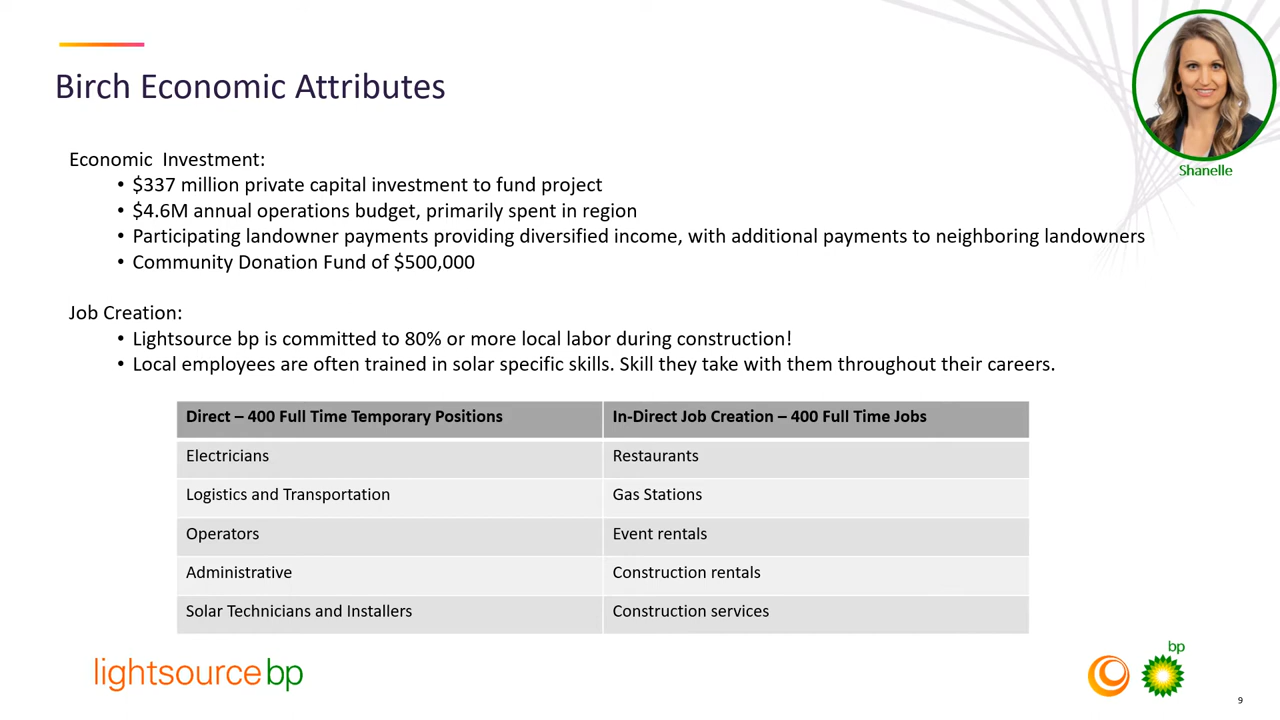 Birch Economic Attributes
Shanelle
Economic Investment:
• $337 million private capital investment to fund project
• $4.6M annual operations budget, primarily spent in region
• Participating landowner payments providing diversified income, with additional payments to neighboring landowners
• Community Donation Fund of $500,000
Job Creation:
• Lightsource bp is committed to 80% or more local labor during construction!
• Local employees are often trained in solar specific skills. Skill they take with them throughout their careers.
Direct – 400 Full Time Temporary Positions
In-Direct Job Creation – 400 Full Time Jobs
Electricians
Restaurants
Logistics and Transportation
Gas Stations
Operators
Event rentals
Administrative
Construction rentals
Solar Technicians and Installers
Construction services
lightsource bp
bp
9